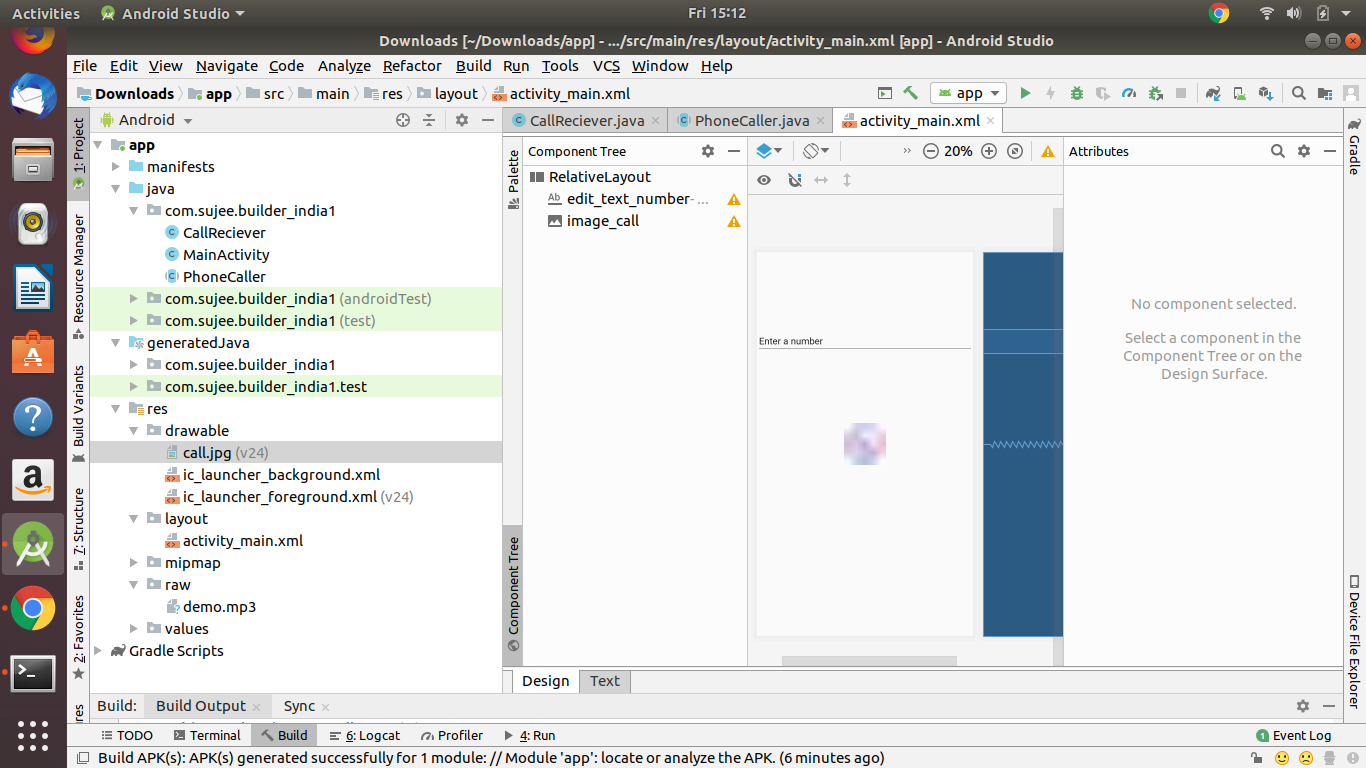 Activities Android Studio Fri 15:12
Downloads [~/Downloads/app] - .../src/main/res/layout/activity_main.xml [app] - Android Studio
File Edit View Navigate Code Analyze Refactor Build Run Tools VCS Window Help
Downloads app src main res layout activity_main.xml app
Android CallReciever.java PhoneCaller.java activity_main.xml
1: Project
Resource Manager
Build Variants
7: Structure
2: Favorites
app
manifests
java
com.sujee.builder_india1
CallReciever
MainActivity
PhoneCaller
com.sujee.builder_india1 (androidTest)
com.sujee.builder_india1 (test)
generatedJava
com.sujee.builder_india1
com.sujee.builder_india1.test
res
drawable
call.jpg (v24)
ic_launcher_background.xml
ic_launcher_foreground.xml (v24)
layout
activity_main.xml
mipmap
raw
demo.mp3
values
Gradle Scripts
Palette
Component Tree
Component Tree
RelativeLayout
Ab edit_text_number- ...
image_call
20%
Enter a number
Attributes
No component selected.
Select a component in the
Component Tree or on the
Design Surface.
Gradle
Device File Explorer
Design Text
Build: Build Output Sync
TODO Terminal Build 6: Logcat Profiler 4: Run 1 Event Log
Build APK(s): APK(s) generated successfully for 1 module: // Module 'app': locate or analyze the APK. (6 minutes ago)